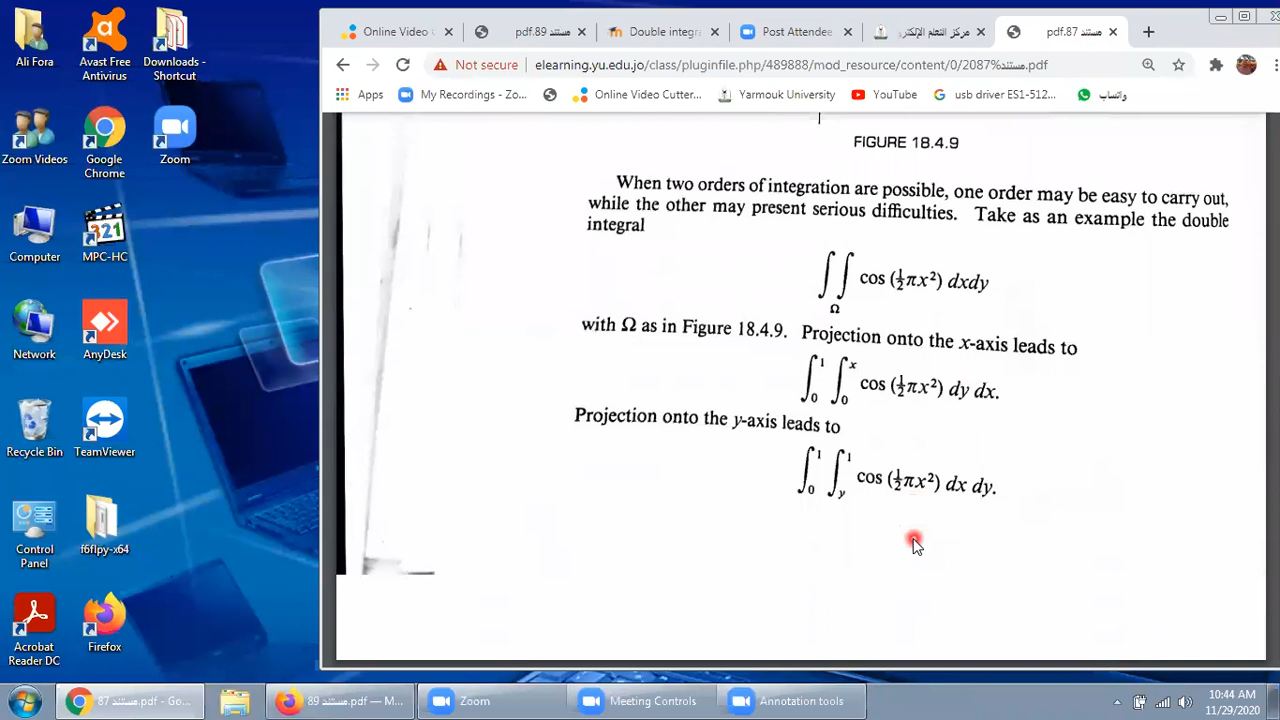 Ali Fora
Avast Free
Antivirus
Downloads -
Shortcut
Zoom Videos
Google
Chrome
Zoom
Computer
MPC-HC
Network
AnyDesk
Recycle Bin
TeamViewer
Control
Panel
f6flpy-x64
Acrobat
Reader DC
Firefox
Online Video
مستند 89.pdf
Double integr
Post Attendee
مركز التعلم الإلكتر
مستند 87.pdf
Not secure
elearning.yu.edu.jo/class/pluginfile.php/489888/mod_resource/content/0/2087%مستند.pdf
Apps
My Recordings - Zo...
Online Video Cutter...
Yarmouk University
YouTube
usb driver ES1-512...
واتساب
FIGURE 18.4.9
When two orders of integration are possible, one order may be easy to carry out,
while the other may present serious difficulties. Take as an example the double
integral
∫∫_Ω cos (½πx²) dxdy
with Ω as in Figure 18.4.9. Projection onto the x-axis leads to
∫₀¹ ∫₀ˣ cos (½πx²) dy dx.
Projection onto the y-axis leads to
∫₀¹ ∫_y¹ cos (½πx²) dx dy.
87 مستند.pdf - Go...
89 مستند.pdf — M...
Zoom
Meeting Controls
Annotation tools
10:44 AM
11/29/2020